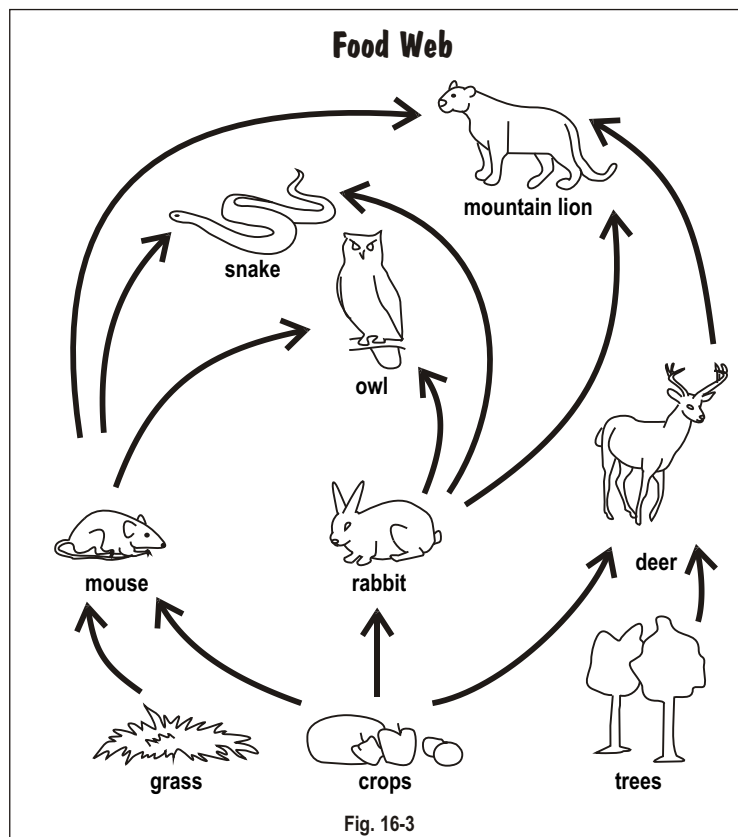 Food Web
mountain lion
snake
owl
deer
mouse
rabbit
grass
crops
trees
Fig. 16-3